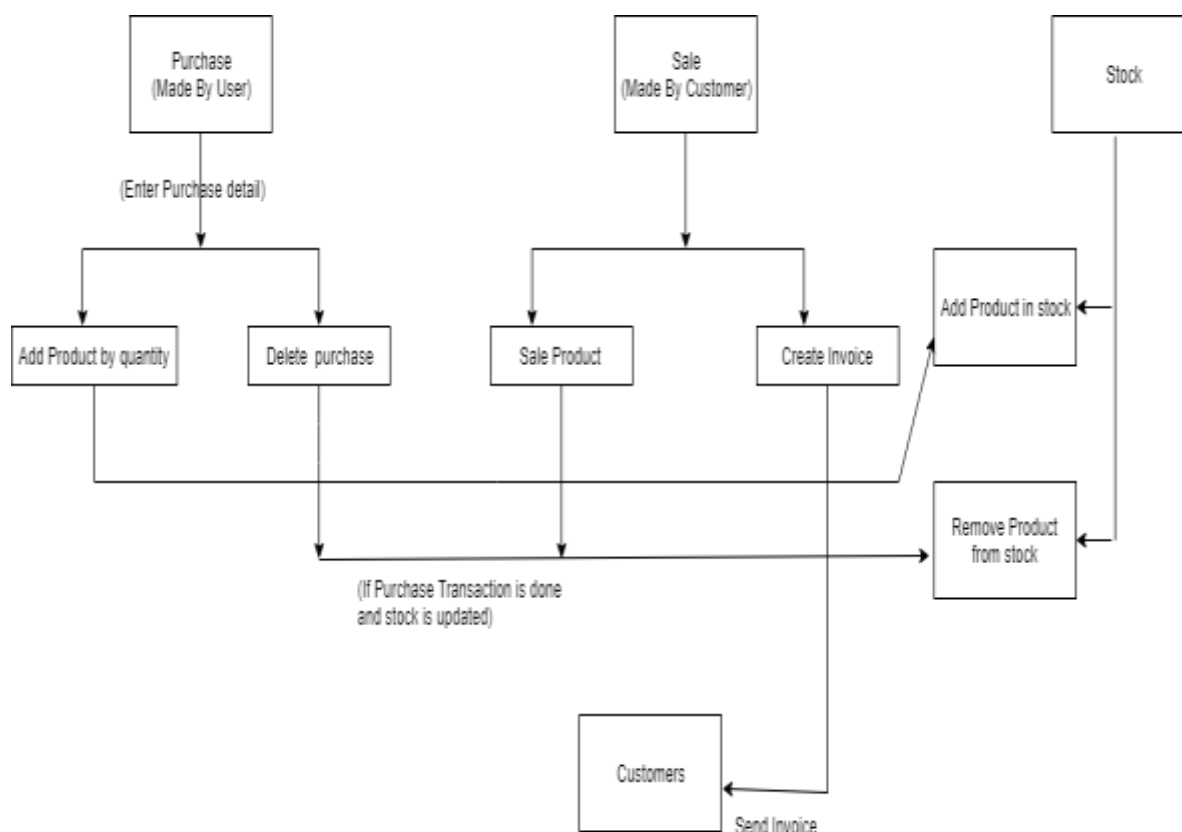 Purchase
(Made By User)
Sale
(Made By Customer)
Stock
(Enter Purchase detail)
Add Product by quantity
Delete purchase
Sale Product
Create Invoice
Add Product in stock
Remove Product
from stock
(If Purchase Transaction is done
and stock is updated)
Customers
Send Invoice